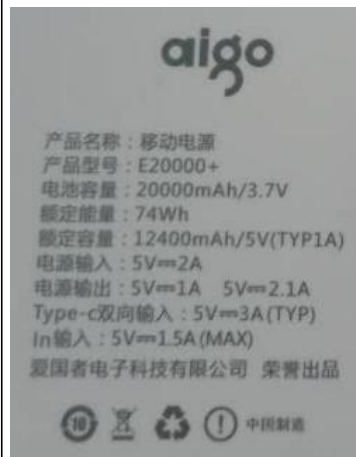 aigo
产品名称：移动电源
产品型号：E20000+
电池容量：20000mAh/3.7V
额定能量：74Wh
额定容量：12400mAh/5V(TYP1A)
电源输入：5V⎓2A
电源输出：5V⎓1A 5V⎓2.1A
Type-c双向输入：5V⎓3A(TYP)
In输入：5V⎓1.5A(MAX)
爱国者电子科技有限公司 荣誉出品
10 中国制造